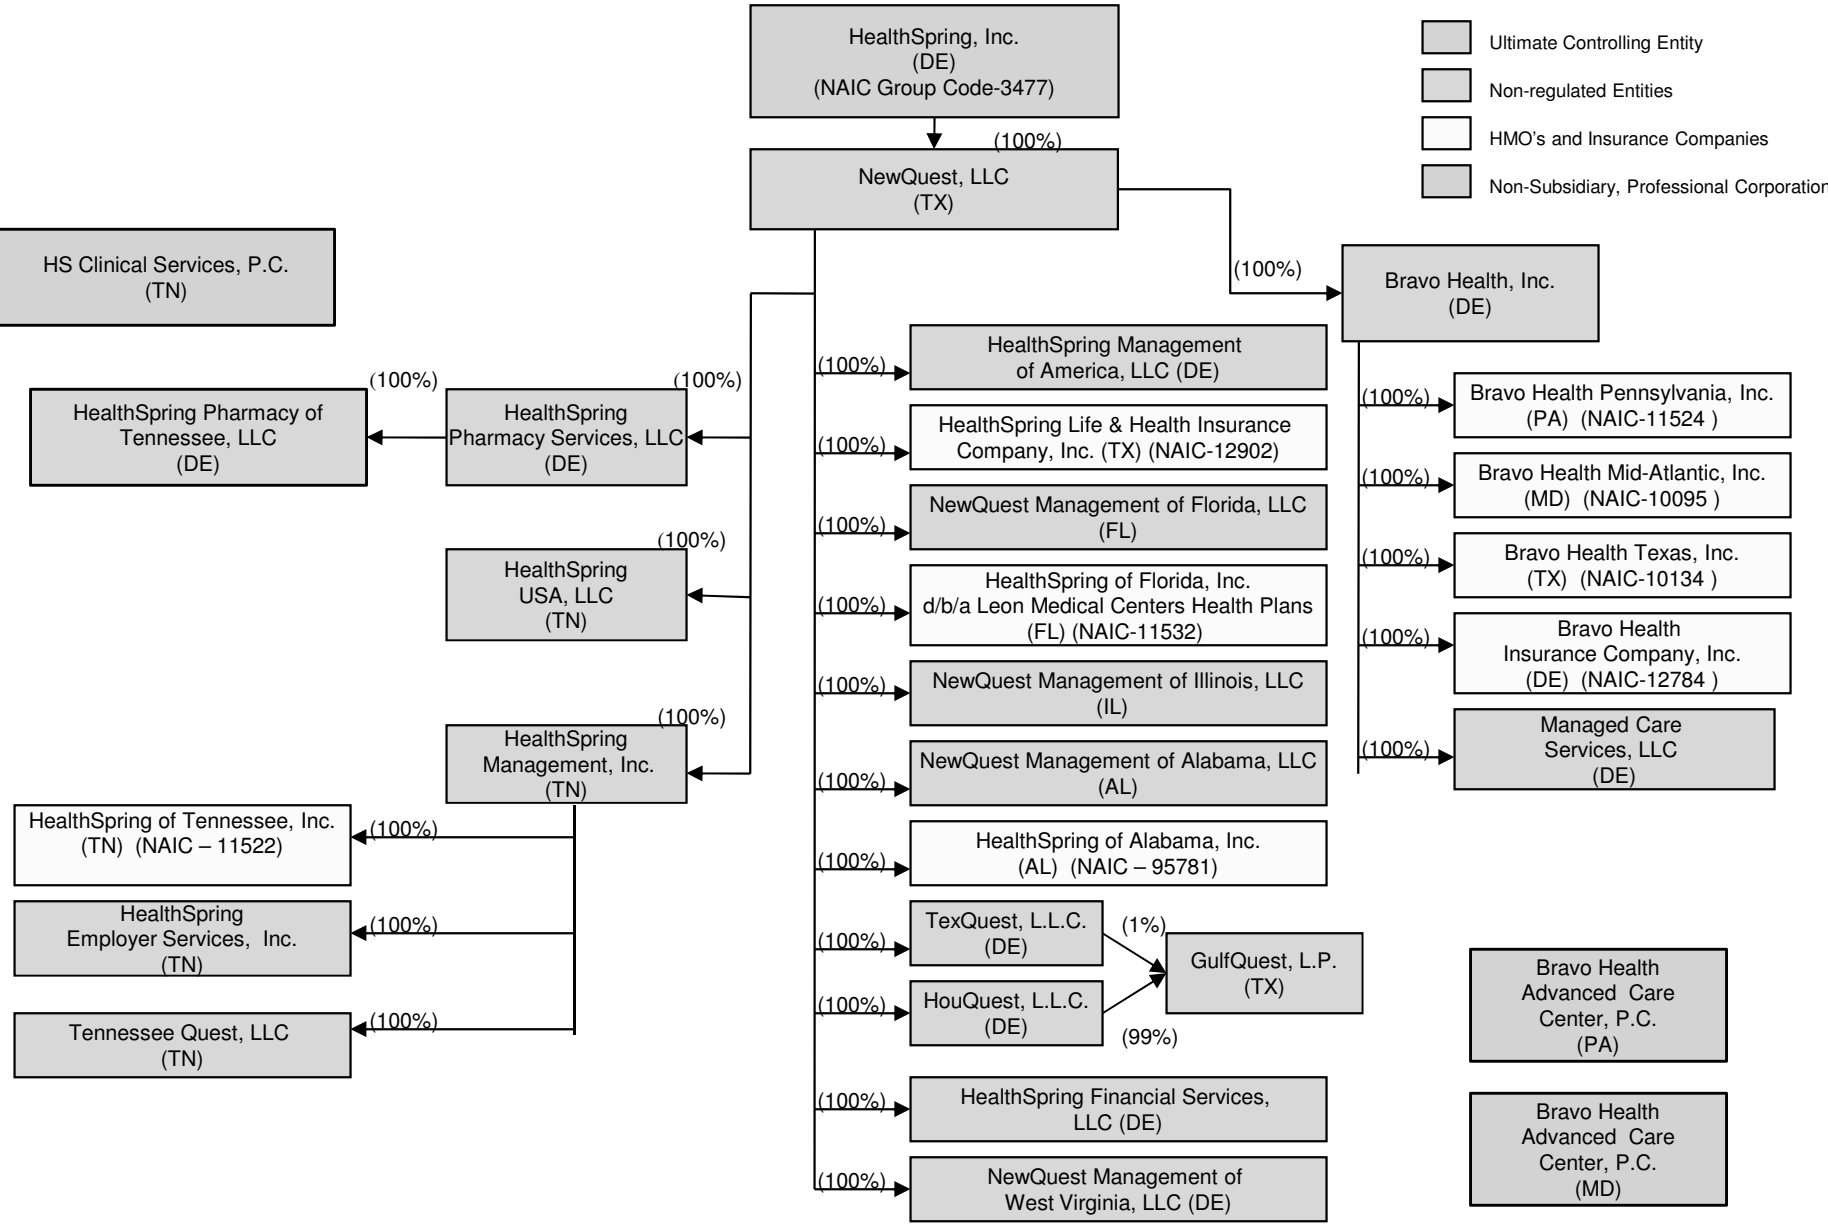 HealthSpring, Inc.
(DE)
(NAIC Group Code-3477)
Ultimate Controlling Entity
Non-regulated Entities
HMO's and Insurance Companies
Non-Subsidiary, Professional Corporation
(100%)
NewQuest, LLC
(TX)
HS Clinical Services, P.C.
(TN)
(100%)
Bravo Health, Inc.
(DE)
(100%)
HealthSpring Pharmacy of
Tennessee, LLC
(DE)
(100%)
HealthSpring
Pharmacy Services, LLC
(DE)
(100%)
HealthSpring
USA, LLC
(TN)
(100%)
HealthSpring
Management, Inc.
(TN)
(100%)
HealthSpring of Tennessee, Inc.
(TN) (NAIC – 11522)
(100%)
HealthSpring
Employer Services, Inc.
(TN)
(100%)
Tennessee Quest, LLC
(TN)
(100%)
HealthSpring Management
of America, LLC (DE)
(100%)
HealthSpring Life & Health Insurance
Company, Inc. (TX) (NAIC-12902)
(100%)
NewQuest Management of Florida, LLC
(FL)
(100%)
HealthSpring of Florida, Inc.
d/b/a Leon Medical Centers Health Plans
(FL) (NAIC-11532)
(100%)
NewQuest Management of Illinois, LLC
(IL)
(100%)
NewQuest Management of Alabama, LLC
(AL)
(100%)
HealthSpring of Alabama, Inc.
(AL) (NAIC – 95781)
(100%)
TexQuest, L.L.C.
(DE)
(1%)
GulfQuest, L.P.
(TX)
(100%)
HouQuest, L.L.C.
(DE)
(99%)
(100%)
HealthSpring Financial Services,
LLC (DE)
(100%)
NewQuest Management of
West Virginia, LLC (DE)
(100%)
Bravo Health Pennsylvania, Inc.
(PA) (NAIC-11524 )
(100%)
Bravo Health Mid-Atlantic, Inc.
(MD) (NAIC-10095 )
(100%)
Bravo Health Texas, Inc.
(TX) (NAIC-10134 )
(100%)
Bravo Health
Insurance Company, Inc.
(DE) (NAIC-12784 )
(100%)
Managed Care
Services, LLC
(DE)
Bravo Health
Advanced Care
Center, P.C.
(PA)
Bravo Health
Advanced Care
Center, P.C.
(MD)